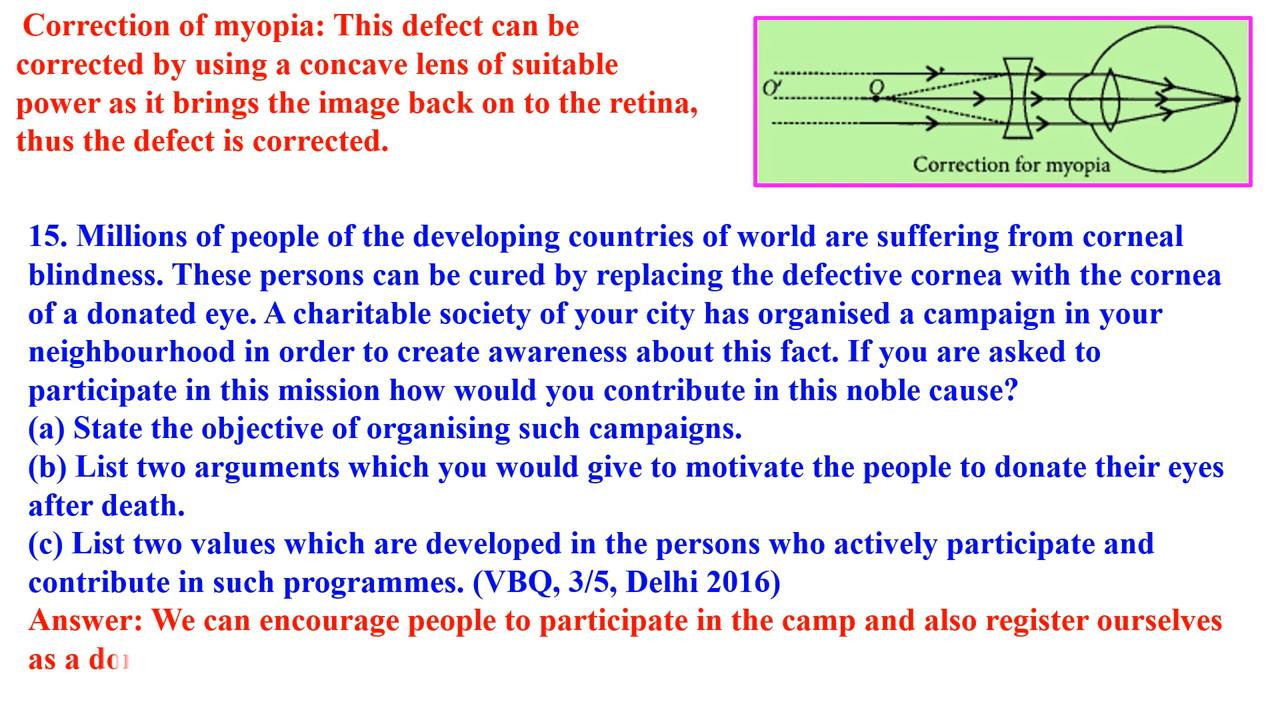 Correction of myopia: This defect can be
corrected by using a concave lens of suitable
power as it brings the image back on to the retina,
thus the defect is corrected.
O'
O
Correction for myopia
15. Millions of people of the developing countries of world are suffering from corneal
blindness. These persons can be cured by replacing the defective cornea with the cornea
of a donated eye. A charitable society of your city has organised a campaign in your
neighbourhood in order to create awareness about this fact. If you are asked to
participate in this mission how would you contribute in this noble cause?
(a) State the objective of organising such campaigns.
(b) List two arguments which you would give to motivate the people to donate their eyes
after death.
(c) List two values which are developed in the persons who actively participate and
contribute in such programmes. (VBQ, 3/5, Delhi 2016)
Answer: We can encourage people to participate in the camp and also register ourselves
as a